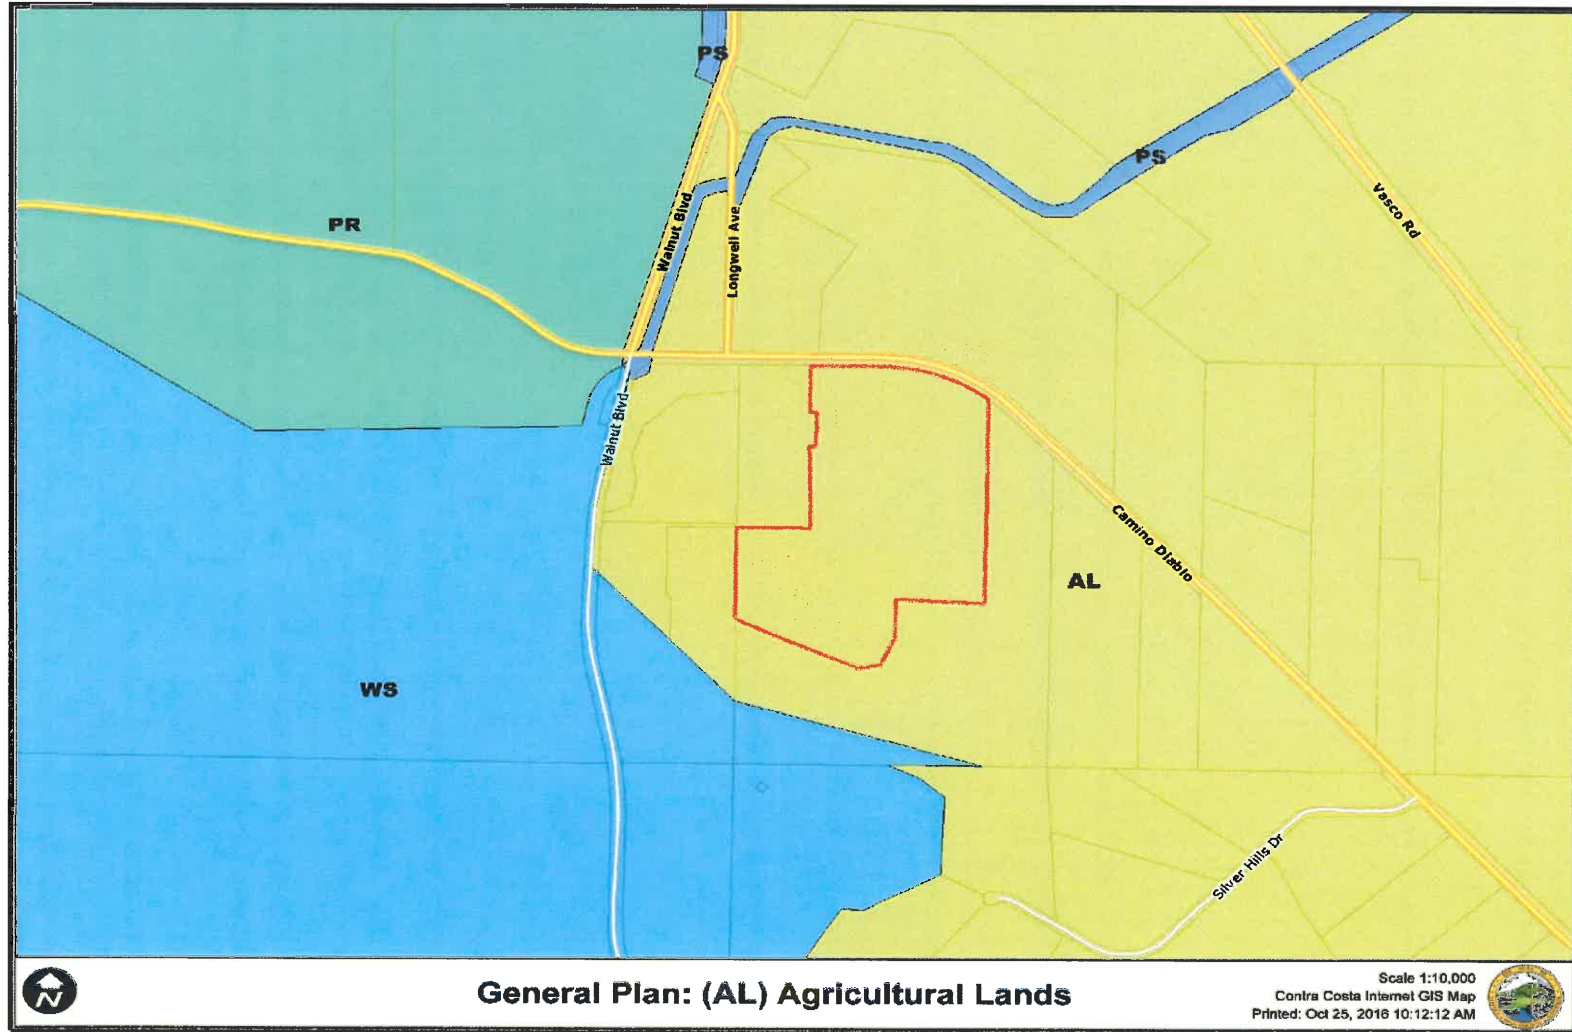 PS
PS
Vasco Rd
PR
Walnut Blvd
Longwell Ave
Walnut Blvd
Camino Diablo
AL
WS
Silver Hills Dr
N
General Plan: (AL) Agricultural Lands
Scale 1:10,000
Contra Costa Internet GIS Map
Printed: Oct 25, 2016 10:12:12 AM